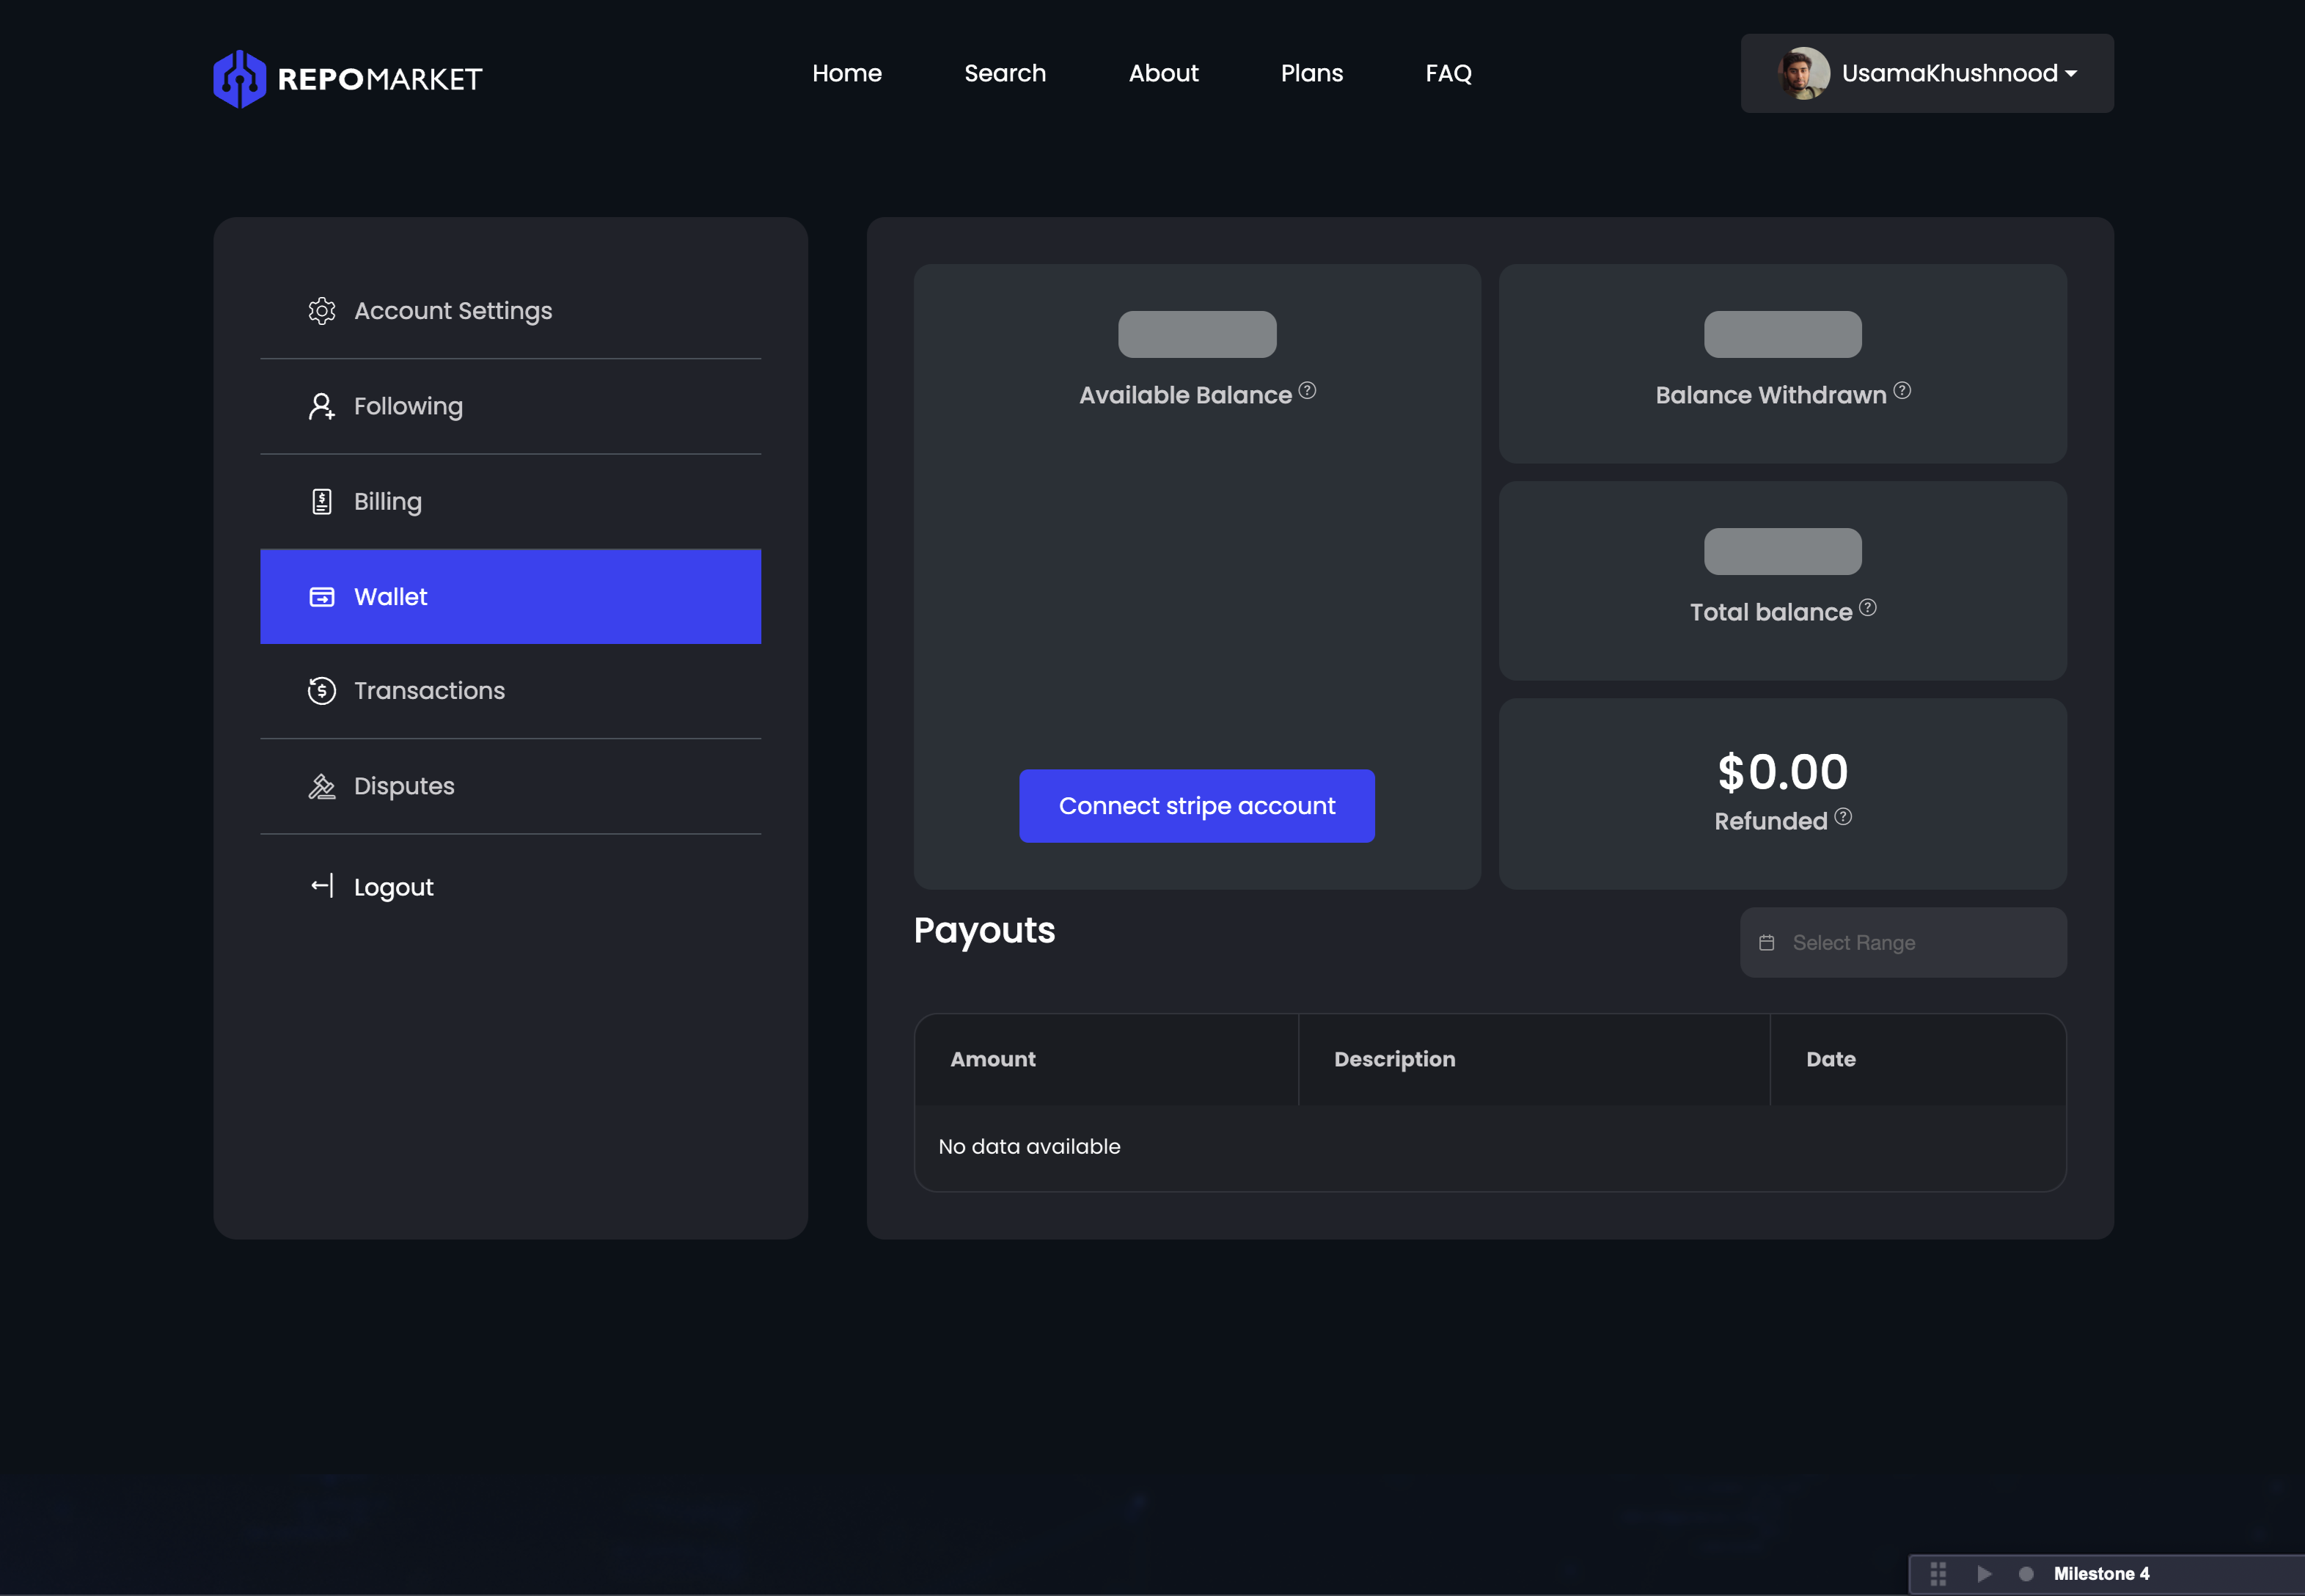 REPOMARKET
Home
Search
About
Plans
FAQ
UsamaKhushnood
Account Settings
Following
Billing
Wallet
Transactions
Disputes
Logout
Available Balance
Connect stripe account
Balance Withdrawn
Total balance
$0.00
Refunded
Payouts
Select Range
Amount
Description
Date
No data available
Milestone 4